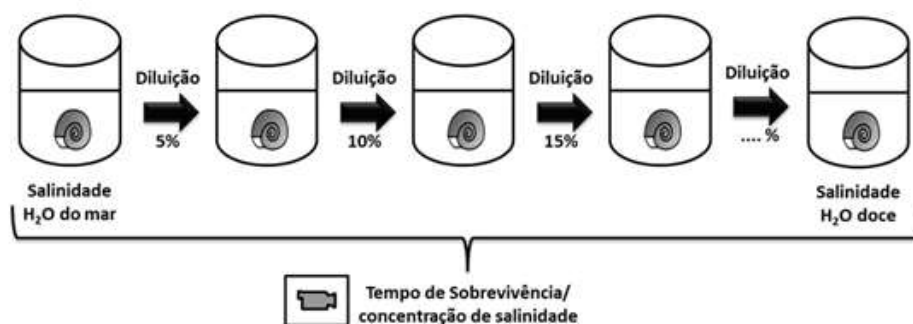 Diluição
Diluição
Diluição
Diluição
5%
10%
15%
.... %
Salinidade
H₂O do mar
Salinidade
H₂O doce
Tempo de Sobrevivência/
concentração de salinidade